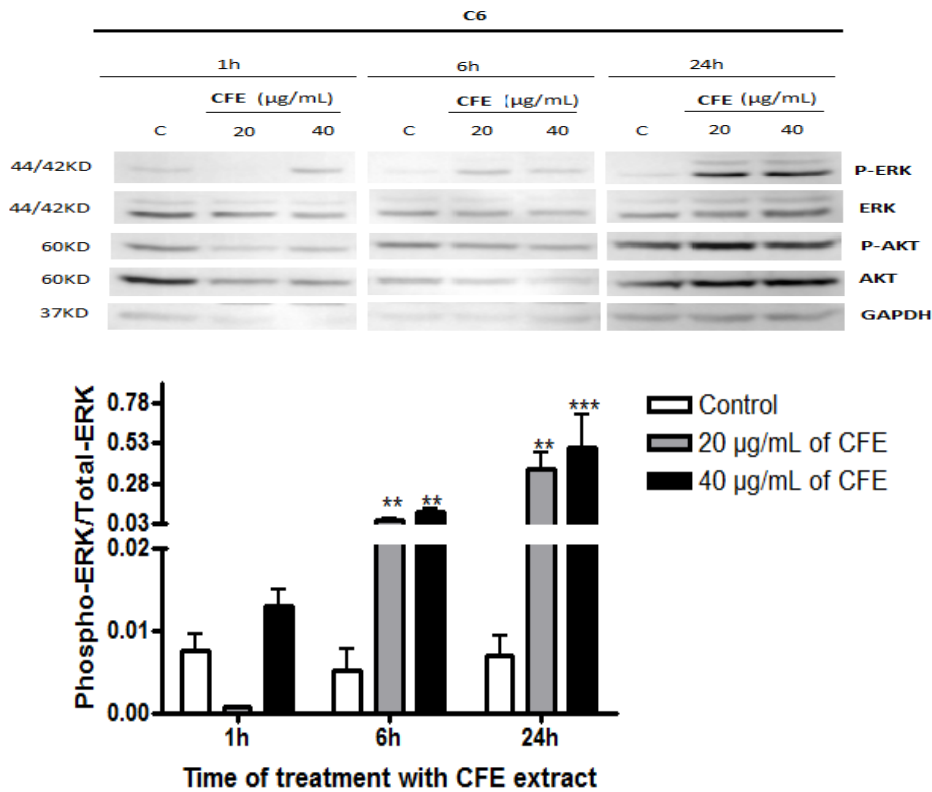 C6
1h 6h 24h
CFE (µg/mL) CFE (µg/mL) CFE (µg/mL)
C 20 40 C 20 40 C 20 40
44/42KD P-ERK
44/42KD ERK
60KD P-AKT
60KD AKT
37KD GAPDH
Phospho-ERK/Total-ERK
0.78
0.53
0.28
0.03
0.02
0.01
0.00
** ** ** ***
Control
20 µg/mL of CFE
40 µg/mL of CFE
1h 6h 24h
Time of treatment with CFE extract